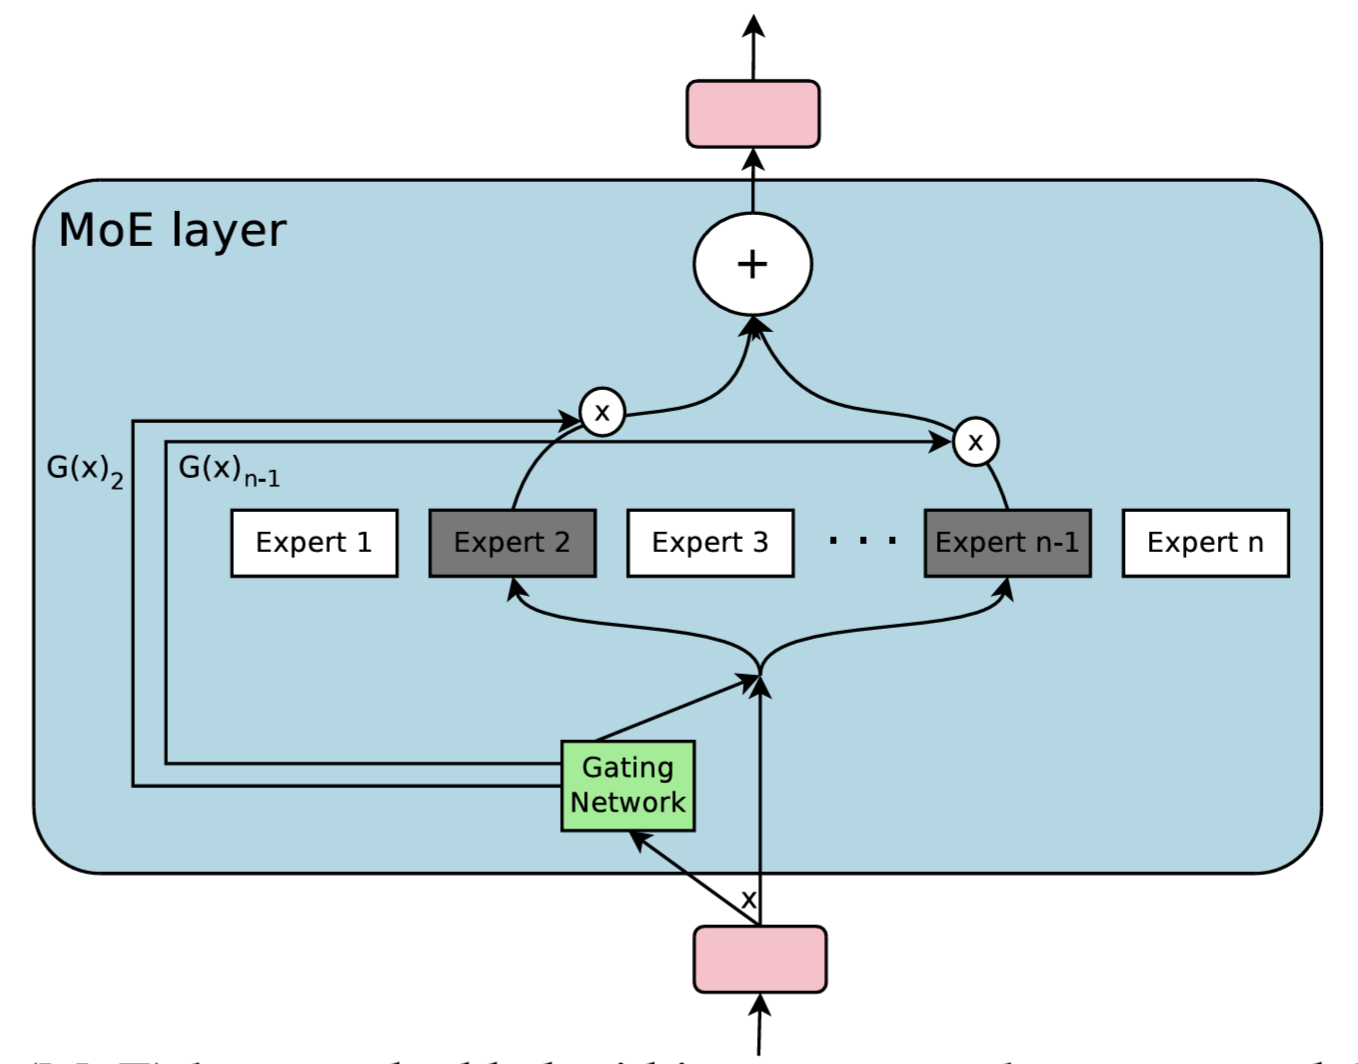 MoE layer
+
x
x
G(x)2
G(x)n-1
Expert 1
Expert 2
Expert 3
. . .
Expert n-1
Expert n
Gating
Network
x